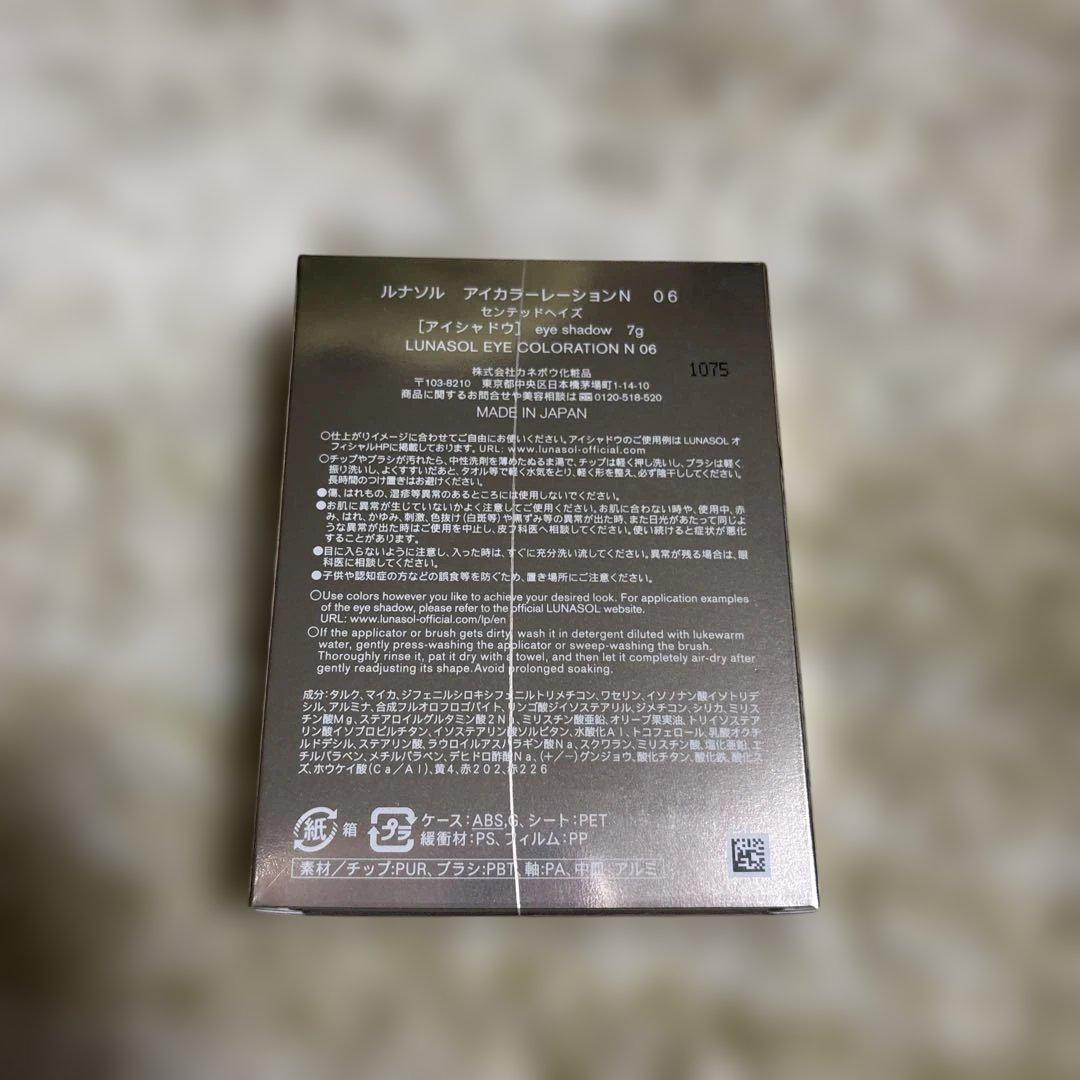 ルナソル アイカラーレーションN 06
センテッドヘイズ
[アイシャドウ] eye shadow 7g
LUNASOL EYE COLORATION N 06
1075
株式会社カネボウ化粧品
〒103-8210 東京都中央区日本橋茅場町1-14-10
商品に関するお問合せや美容相談は 0120-518-520
MADE IN JAPAN
○仕上がりイメージに合わせてご自由にお使いください。アイシャドウのご使用例は LUNASOL オ
フィシャルHPに掲載しております。URL: www.lunasol-official.com
○チップやブラシが汚れたら、中性洗剤を薄めたぬるま湯で、チップは軽く押し洗いし、ブラシは軽く
振り洗いし、よくすすいだあと、タオル等で軽く水気をとり、軽く形を整え、必ず陰干ししてください。
長時間のつけ置きはお避けください。
●傷、はれもの、湿疹等異常のあるところには使用しないでください。
●お肌に異常が生じていないかよく注意してご使用ください。お肌に合わない時や、使用中、赤
み、はれ、かゆみ、刺激、色抜け(白斑等)や黒ずみ等の異常が出た時、また日光があたって同じよ
うな異常が出た時はご使用を中止し、皮フ科医へ相談してください。使い続けると症状が悪化
することがあります。
●目に入らないように注意し、入った時は、すぐに充分洗い流してください。異常が残る場合は、眼
科医に相談してください。
●子供や認知症の方などの誤食等を防ぐため、置き場所にご注意ください。
○Use colors however you like to achieve your desired look. For application examples
of the eye shadow, please refer to the official LUNASOL website.
URL: www.lunasol-official.com/lp/en
○If the applicator or brush gets dirty, wash it in detergent diluted with lukewarm
water, gently press-washing the applicator or sweep-washing the brush.
Thoroughly rinse it, pat it dry with a towel, and then let it completely air-dry after
gently readjusting its shape.Avoid prolonged soaking.
成分:タルク、マイカ、ジフェニルシロキシフェニルトリメチコン、ワセリン、イソノナン酸イソトリデ
シル、アルミナ、合成フルオロフロゴパイト、リンゴ酸ジイソステアリル、ジメチコン、シリカ、ミリス
チン酸Mg、ステアロイルグルタミン酸2Na、ミリスチン酸亜鉛、オリーブ果実油、トリイソステア
リン酸イソプロピルチタン、イソステアリン酸ソルビタン、水酸化Al、トコフェロール、乳酸オクチ
ルドデシル、ステアリン酸、ラウロイルアスパラギン酸Na、スクワラン、ミリスチン酸、塩化亜鉛、エ
チルパラベン、メチルパラベン、デヒドロ酢酸Na、(+/−)グンジョウ、酸化チタン、酸化鉄、酸化ス
ズ、ホウケイ酸(Ca/Al)、黄4、赤202、赤226
紙 箱 プラ ケース:ABS,G、シート:PET
緩衝材:PS、フィルム:PP
素材/チップ:PUR、ブラシ:PBT、軸:PA、中皿:アルミ